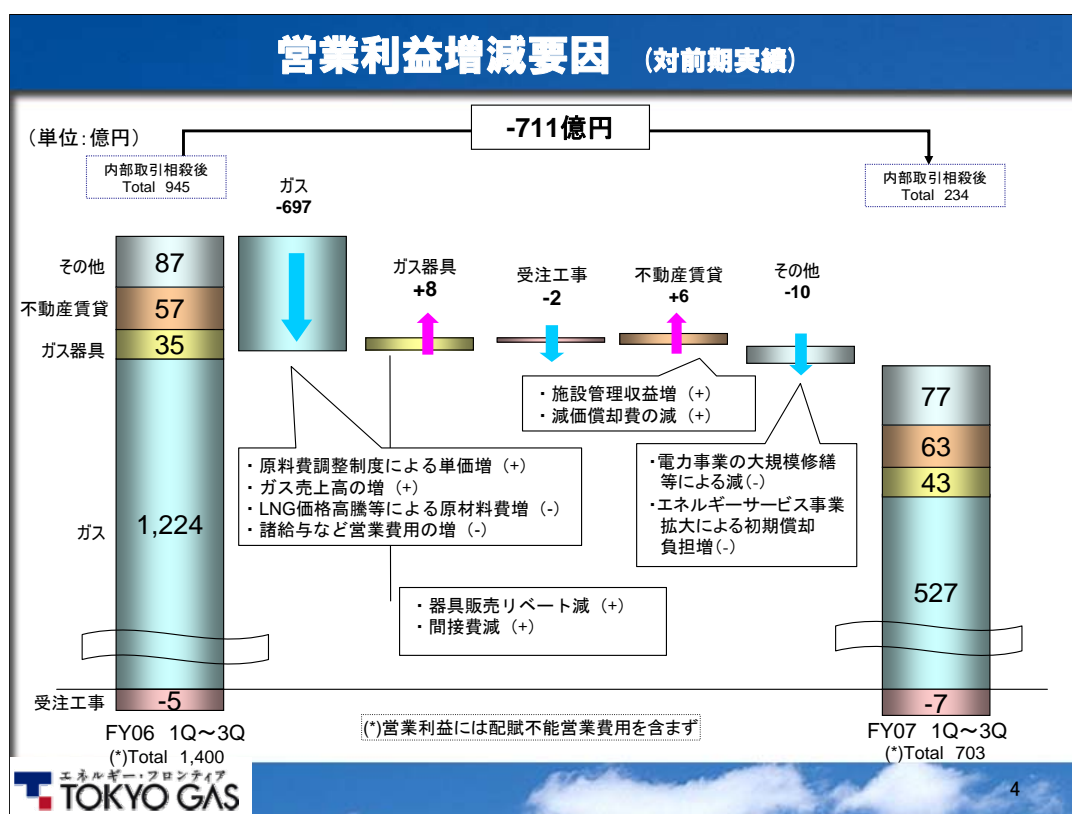 営業利益増減要因 (対前期実績)
-711億円
(単位:億円)
内部取引相殺後
Total 945
内部取引相殺後
Total 234
ガス
-697
ガス器具
+8
受注工事
-2
不動産賃貸
+6
その他
-10
その他
87
不動産賃貸
57
ガス器具
35
ガス
1,224
受注工事
-5
・施設管理収益増 (+)
・減価償却費の減 (+)
・原料費調整制度による単価増 (+)
・ガス売上高の増 (+)
・LNG価格高騰等による原材料費増 (-)
・諸給与など営業費用の増 (-)
・電力事業の大規模修繕
等による減(-)
・エネルギーサービス事業
拡大による初期償却
負担増(-)
・器具販売リベート減 (+)
・間接費減 (+)
77
63
43
527
-7
FY06 1Q～3Q
(*)Total 1,400
(*)営業利益には配賦不能営業費用を含まず
FY07 1Q～3Q
(*)Total 703
エネルギー・フロンティア
TOKYO GAS
4